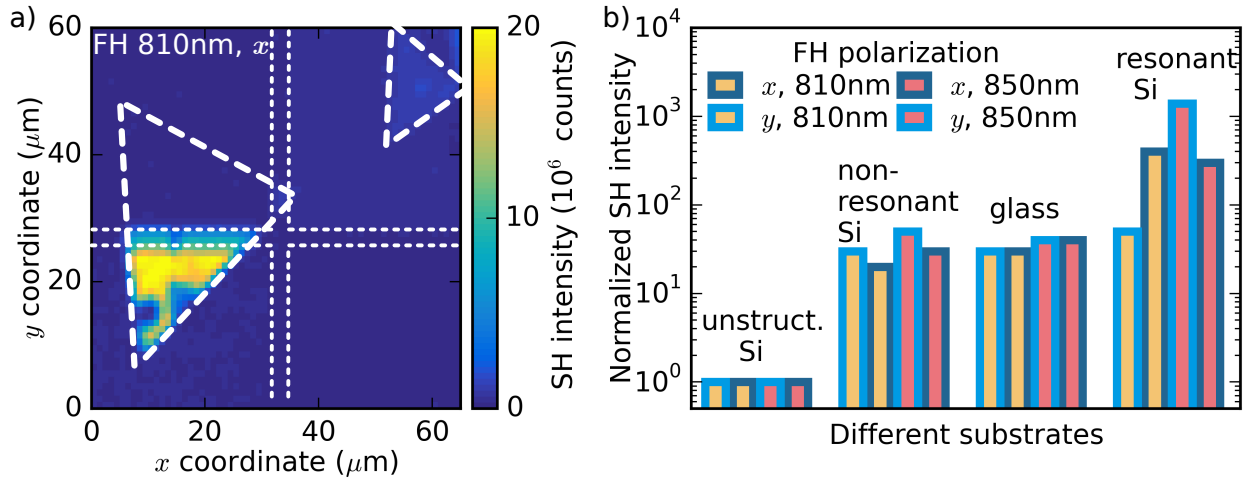 a)
60
40
20
0
y coordinate (μm)
FH 810nm, x
0
20
40
60
x coordinate (μm)
20
10
0
SH intensity (10⁶ counts)
b)
10⁴
10³
10²
10¹
10⁰
Normalized SH intensity
FH polarization
x, 810nm
x, 850nm
y, 810nm
y, 850nm
resonant
Si
non-
resonant
Si
glass
unstruct.
Si
Different substrates